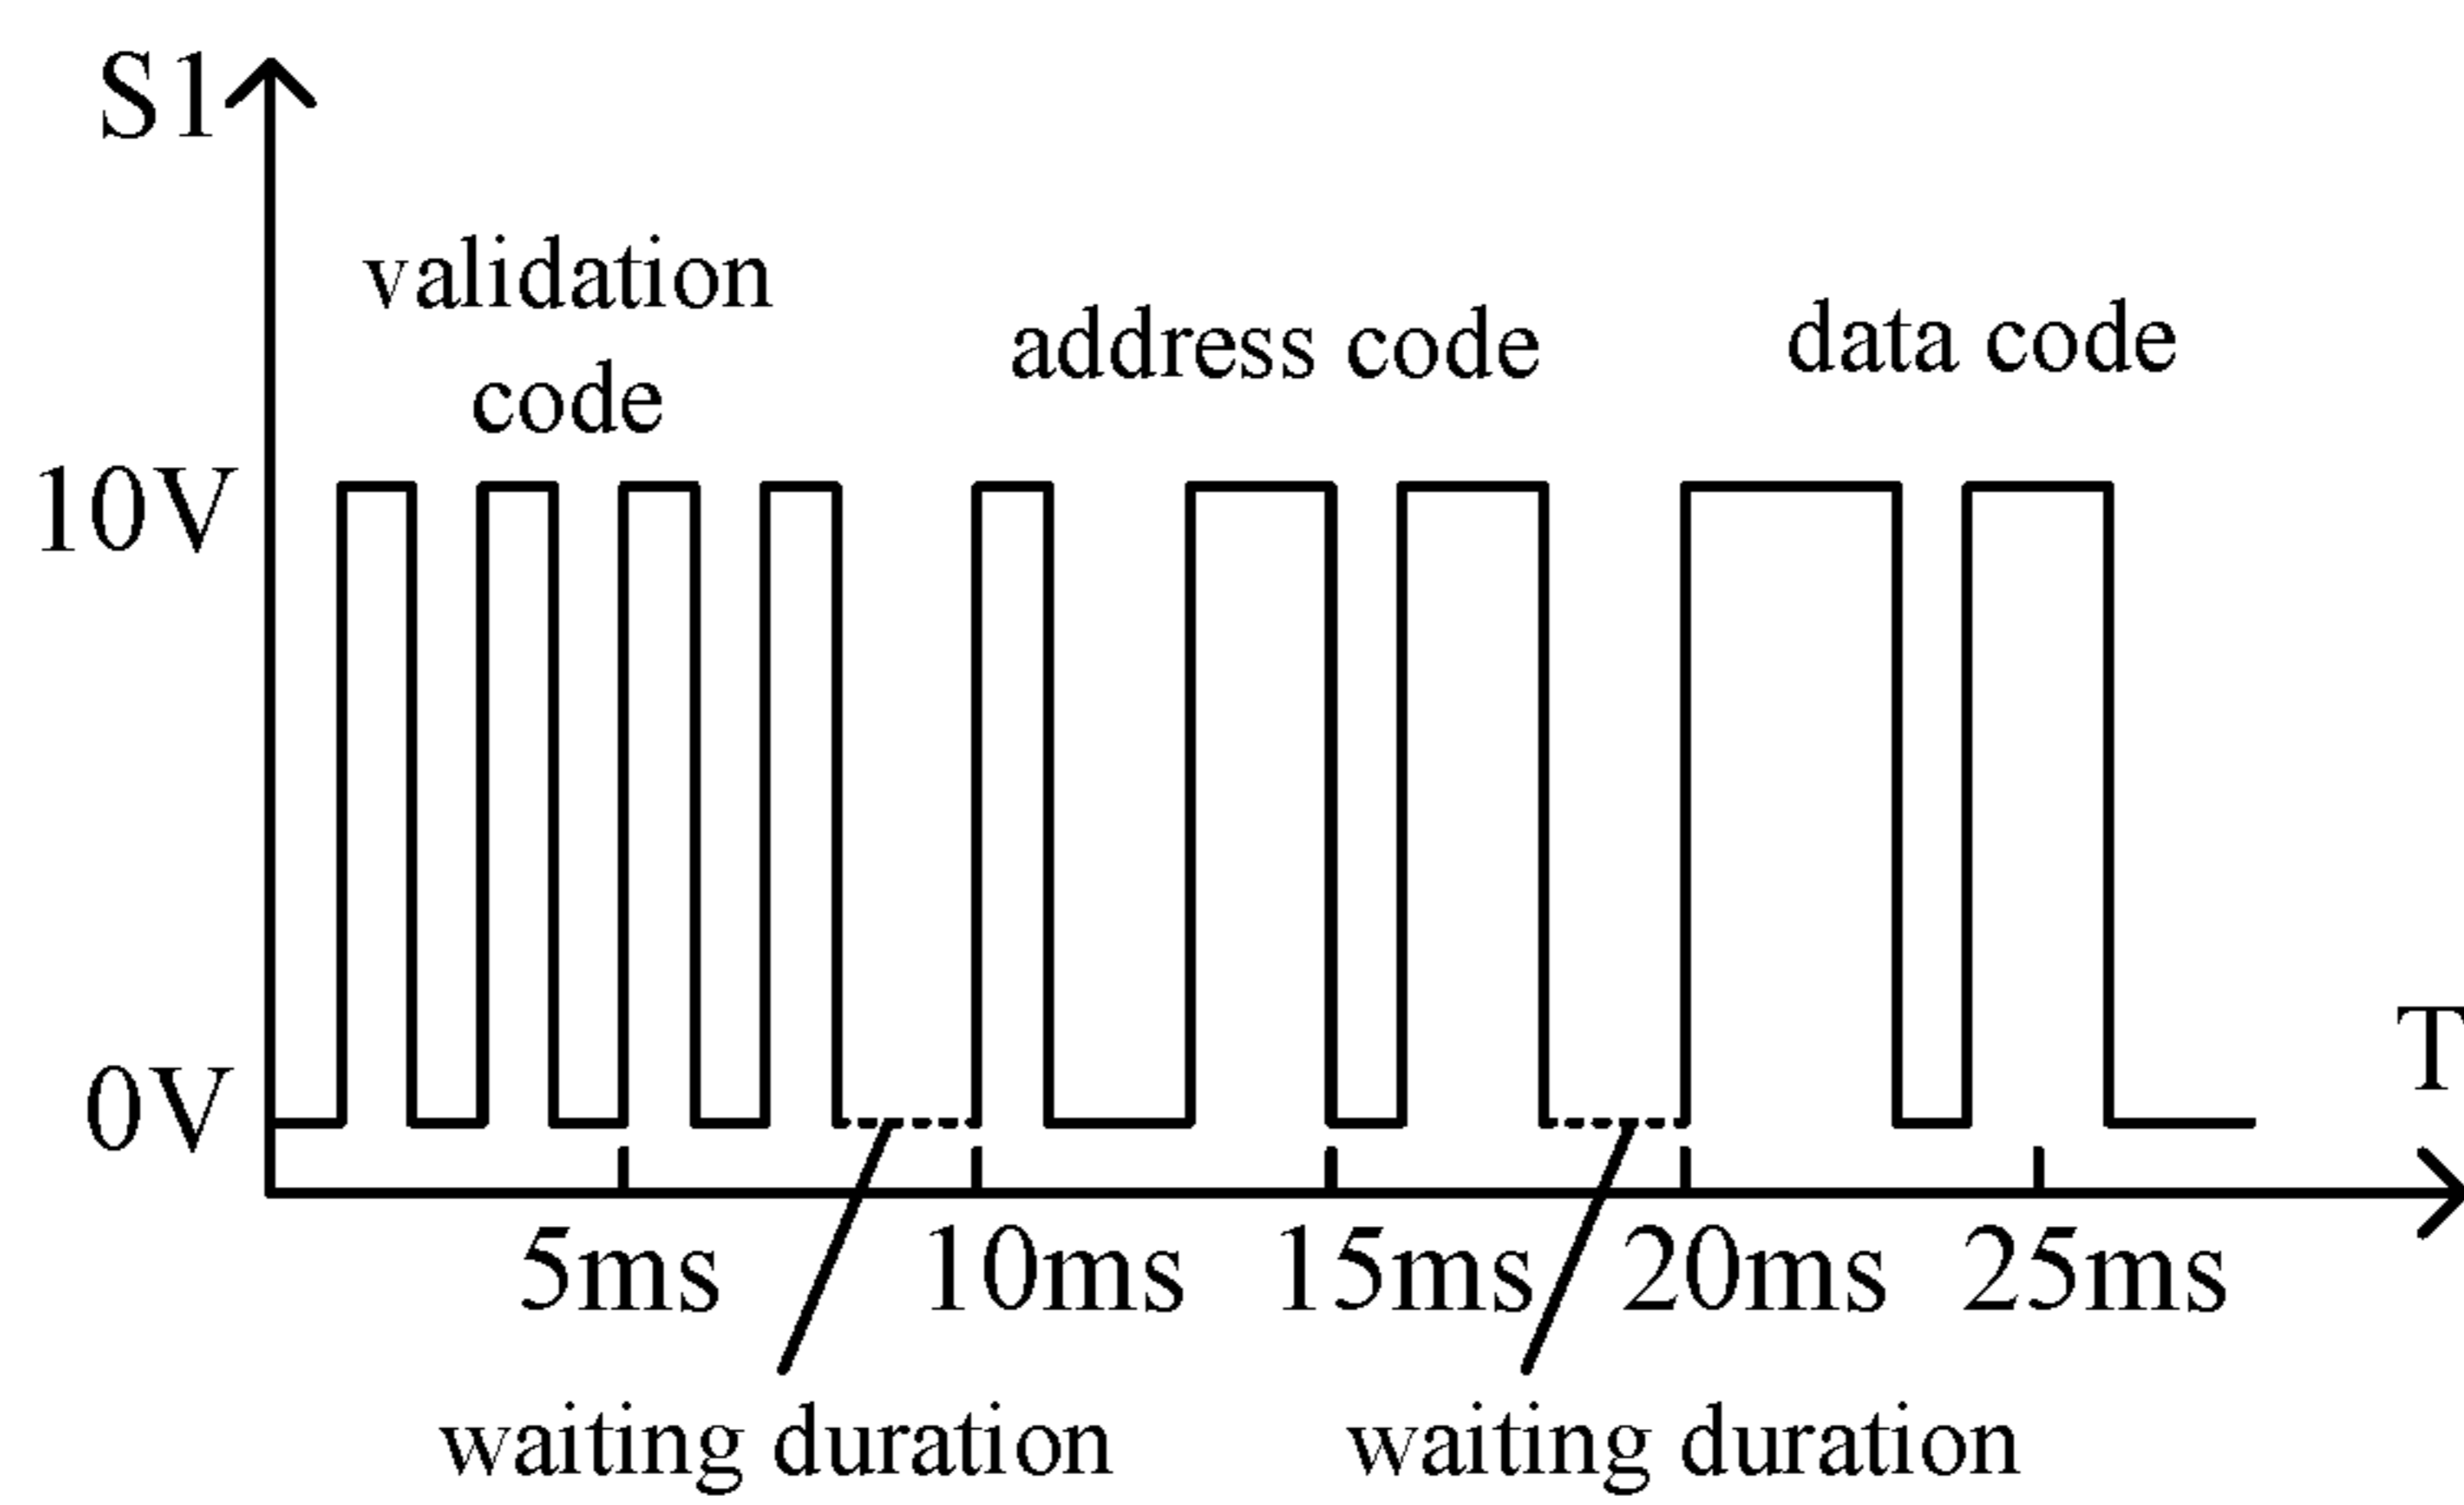 S1
validation
code
address code
data code
10V
0V
T
5ms
10ms
15ms
20ms
25ms
waiting duration
waiting duration